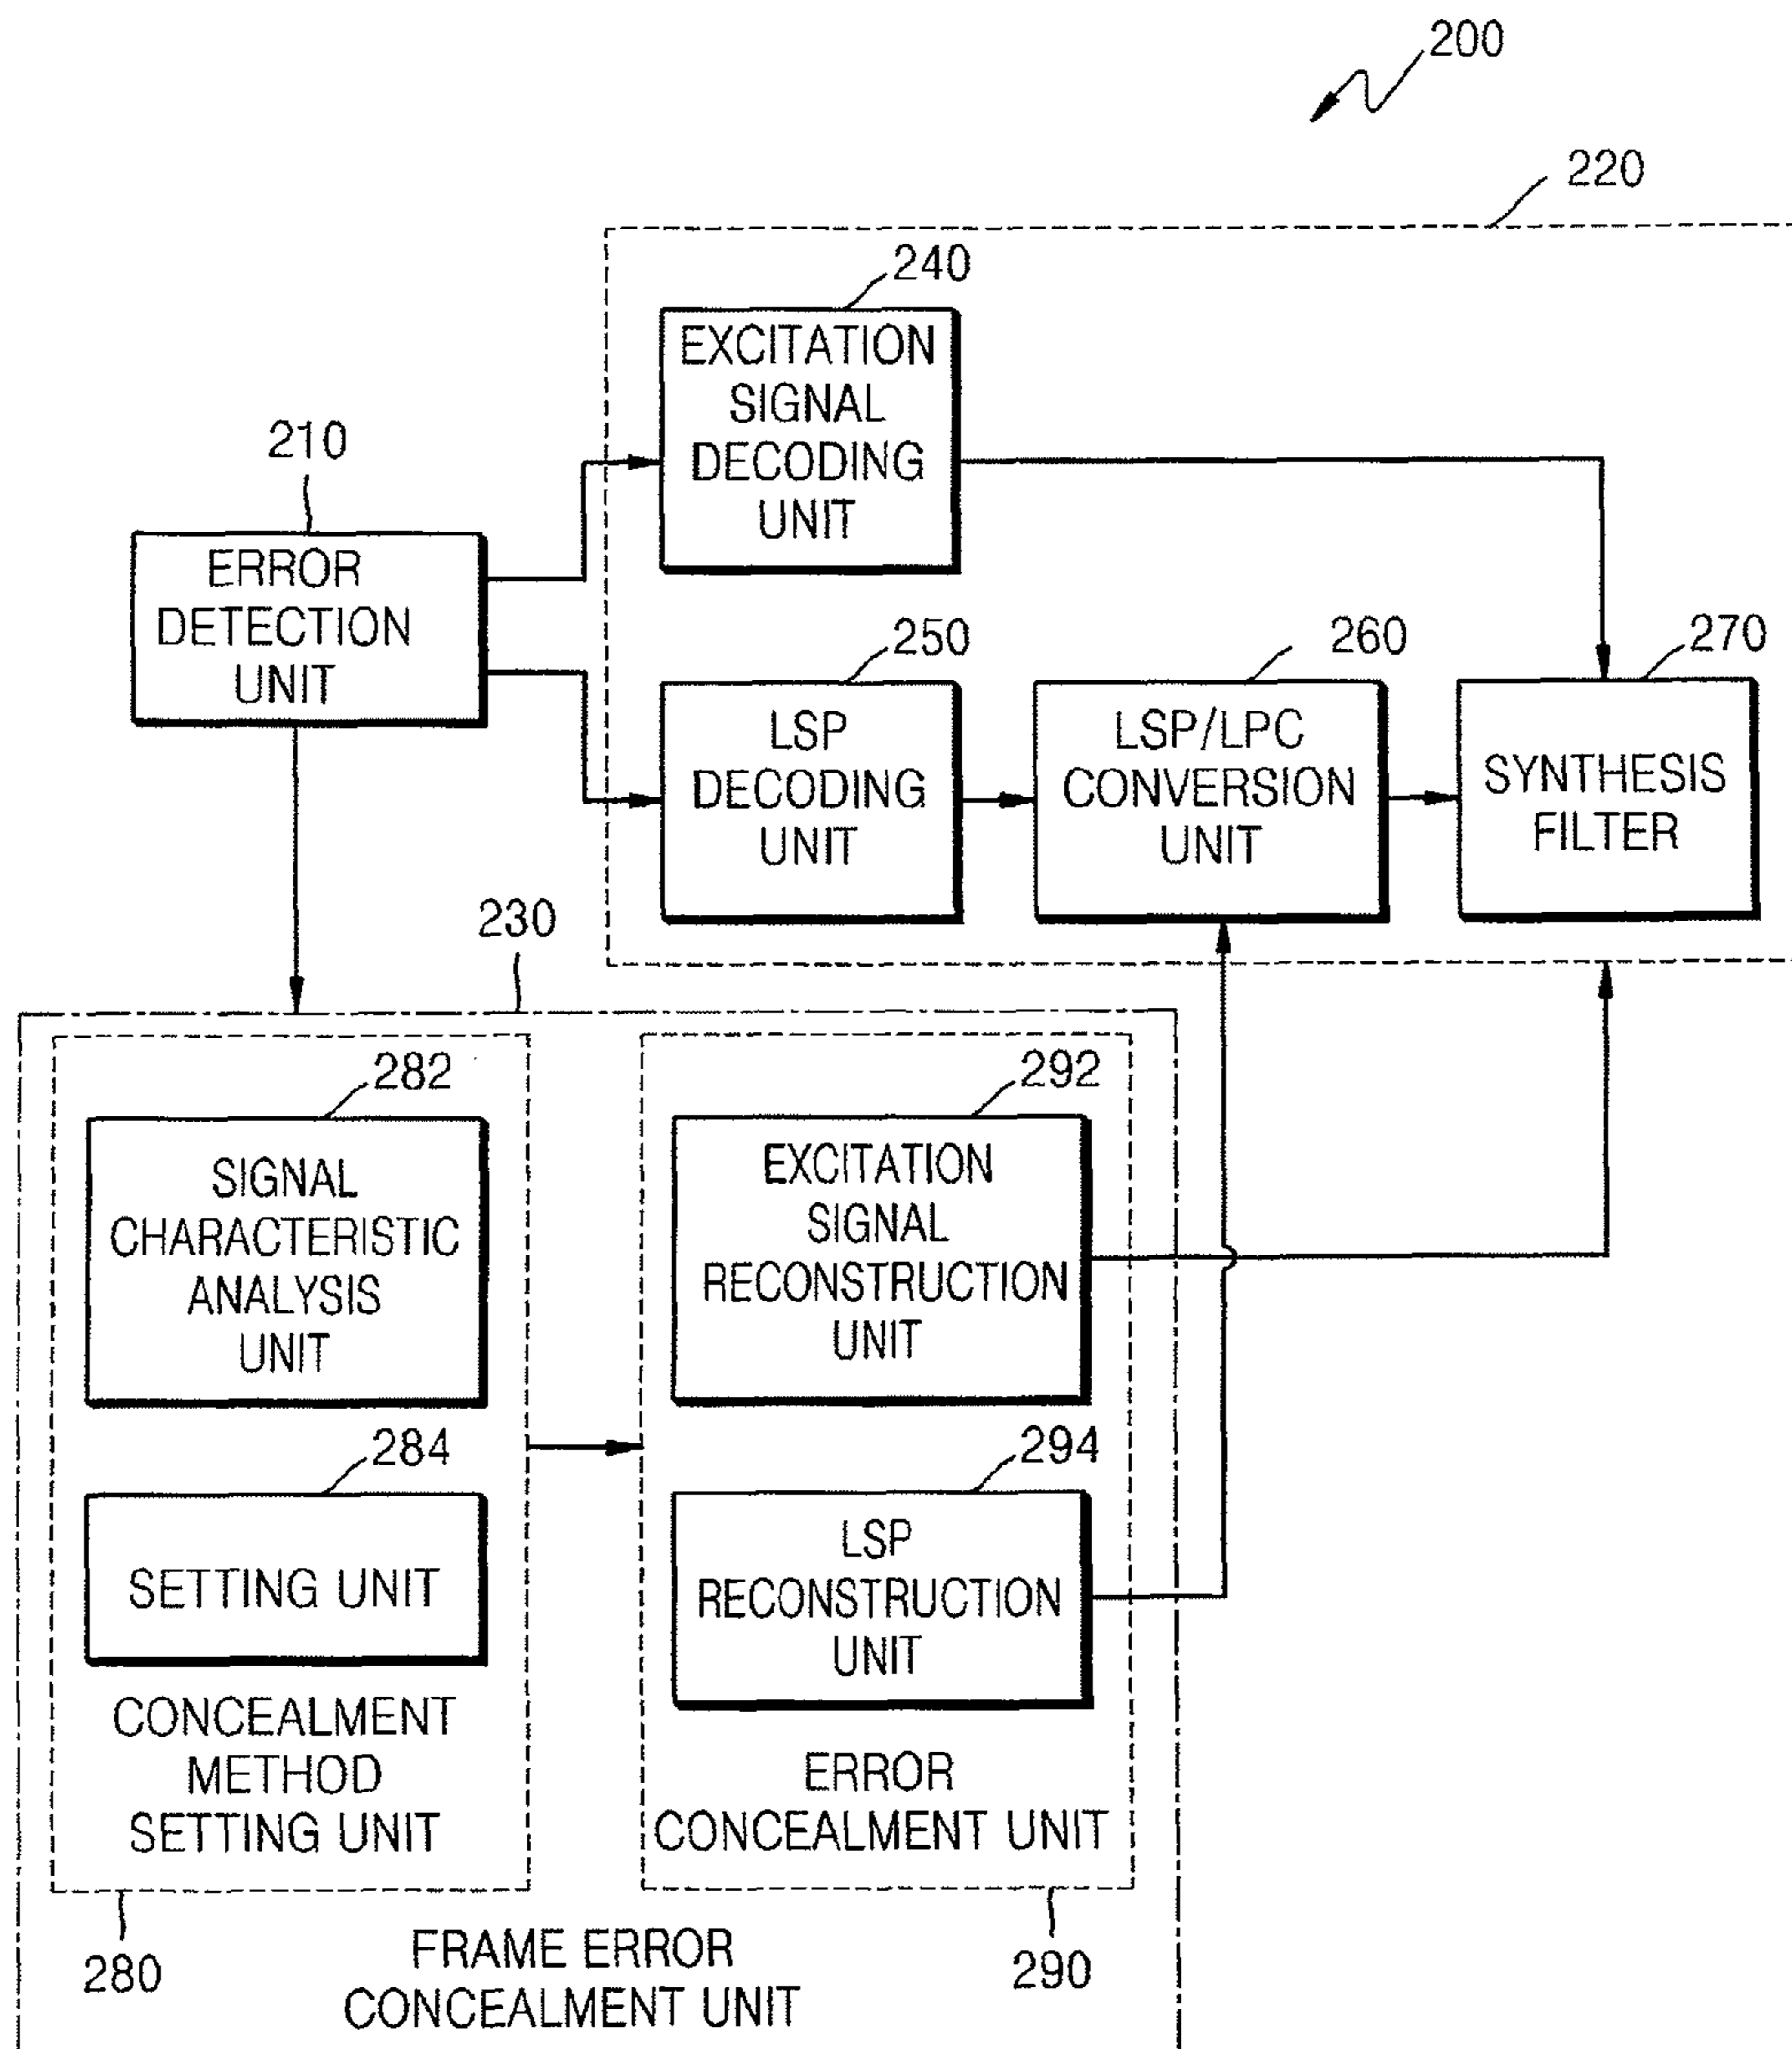 200
220
240
EXCITATION
SIGNAL
DECODING
UNIT
210
ERROR
DETECTION
UNIT
250
LSP
DECODING
UNIT
260
LSP/LPC
CONVERSION
UNIT
270
SYNTHESIS
FILTER
230
282
SIGNAL
CHARACTERISTIC
ANALYSIS
UNIT
284
SETTING UNIT
CONCEALMENT
METHOD
SETTING UNIT
280
292
EXCITATION
SIGNAL
RECONSTRUCTION
UNIT
294
LSP
RECONSTRUCTION
UNIT
ERROR
CONCEALMENT UNIT
290
FRAME ERROR
CONCEALMENT UNIT